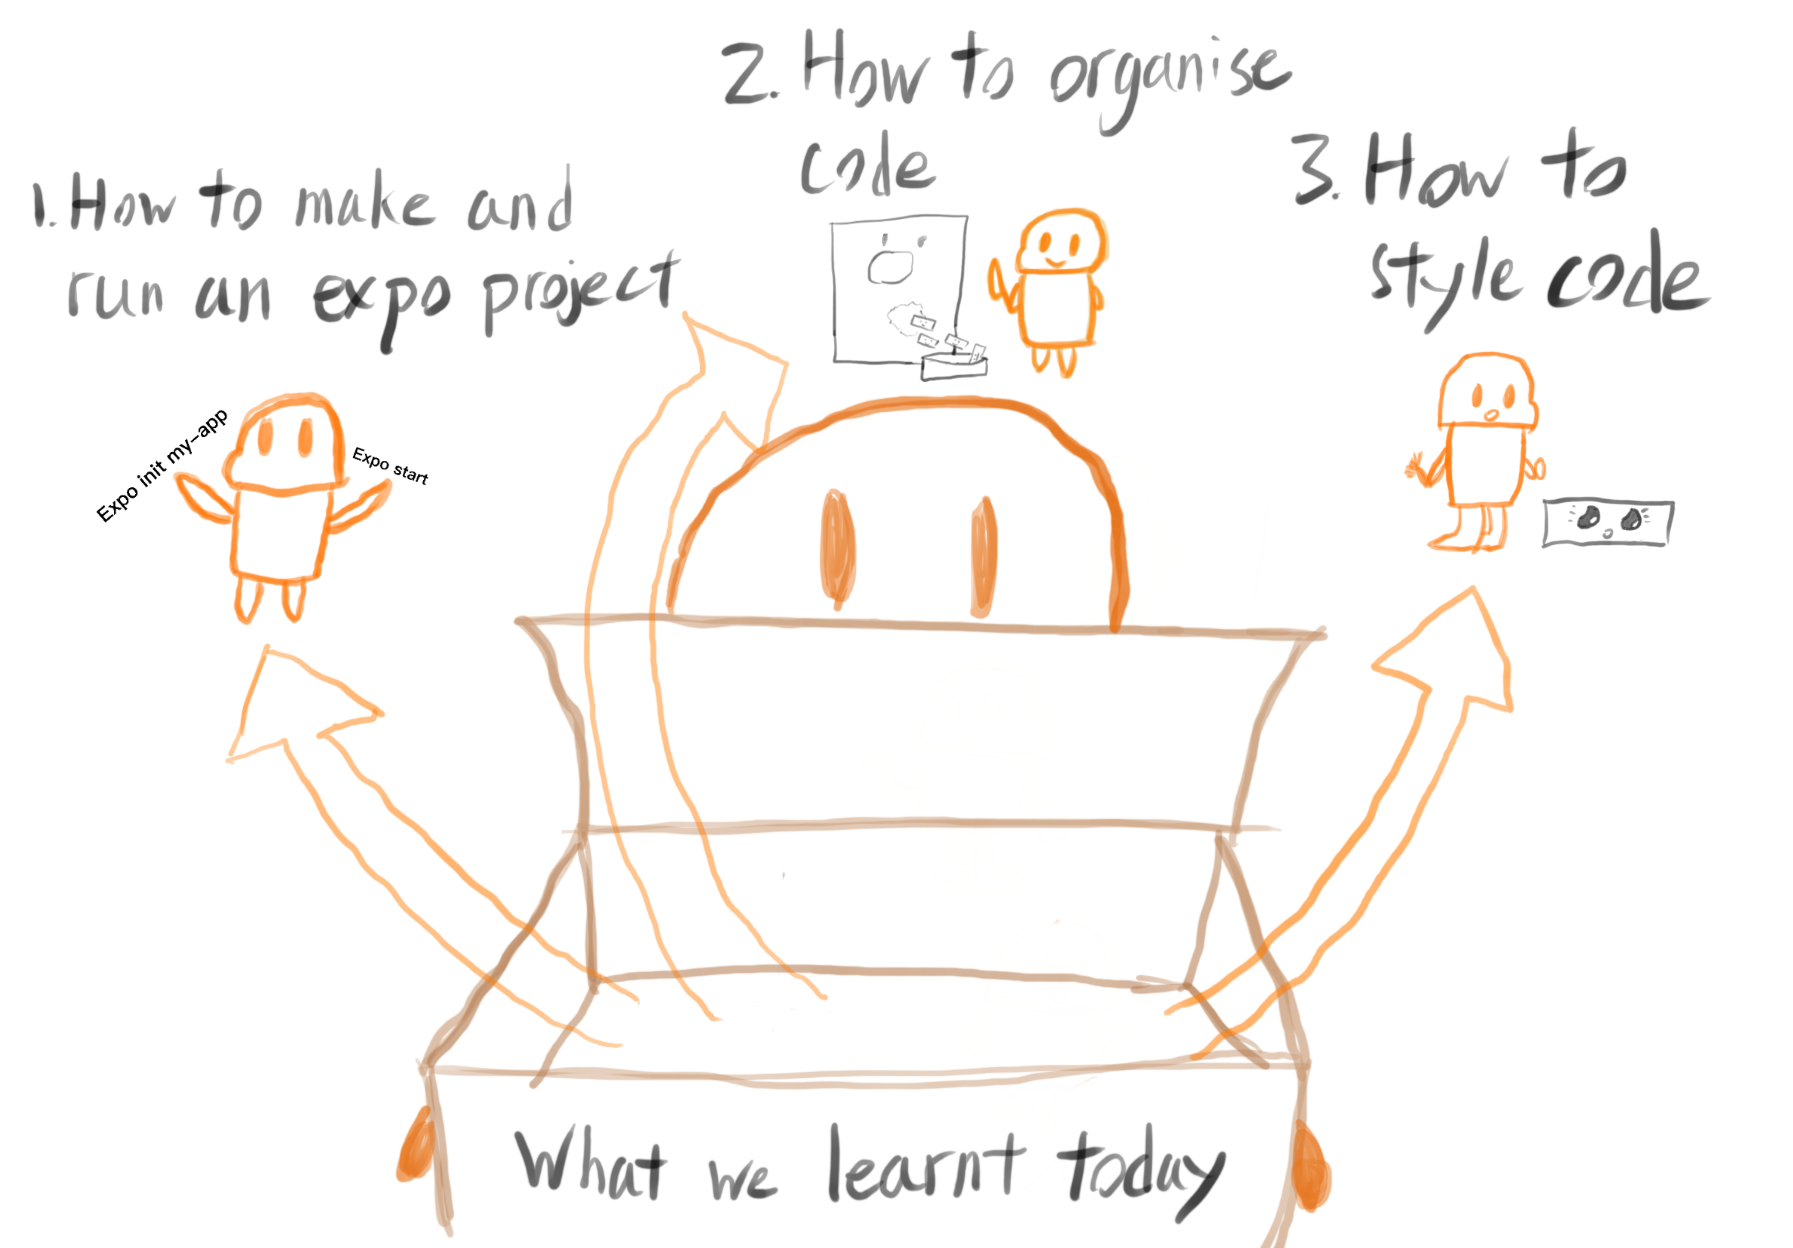 1. How to make and
run an expo project
Expo init my-app
Expo start
2. How to organise
code
3. How to
style code
What we learnt today